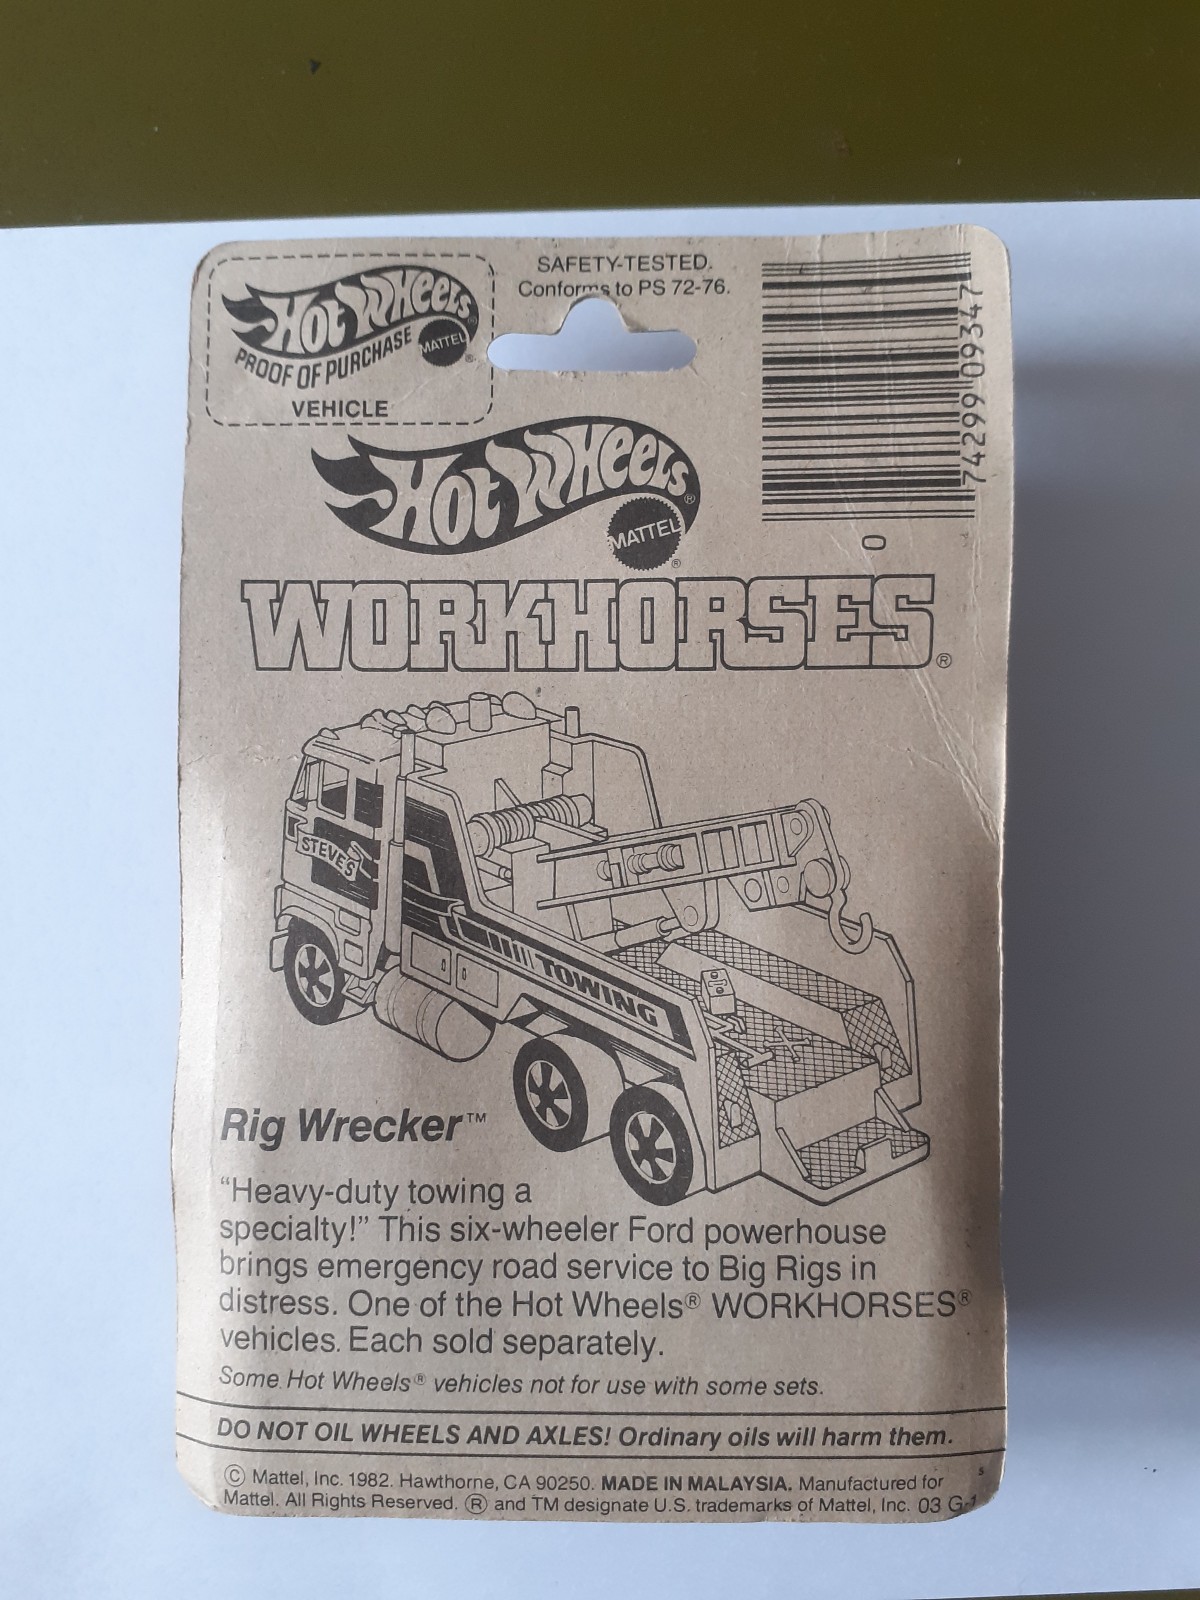 Hot Wheels®
PROOF OF PURCHASE
MATTEL®
VEHICLE
SAFETY-TESTED.
Conforms to PS 72-76.
74299 09347
0
Hot Wheels®
MATTEL®
WORKHORSES®
STEVES
TOWING
Rig Wrecker™
“Heavy-duty towing a
specialty!” This six-wheeler Ford powerhouse
brings emergency road service to Big Rigs in
distress. One of the Hot Wheels® WORKHORSES®
vehicles. Each sold separately.
Some Hot Wheels® vehicles not for use with some sets.
DO NOT OIL WHEELS AND AXLES! Ordinary oils will harm them.
© Mattel, Inc. 1982. Hawthorne, CA 90250. MADE IN MALAYSIA. Manufactured for
Mattel. All Rights Reserved. ® and TM designate U.S. trademarks of Mattel, Inc. 03 G-1